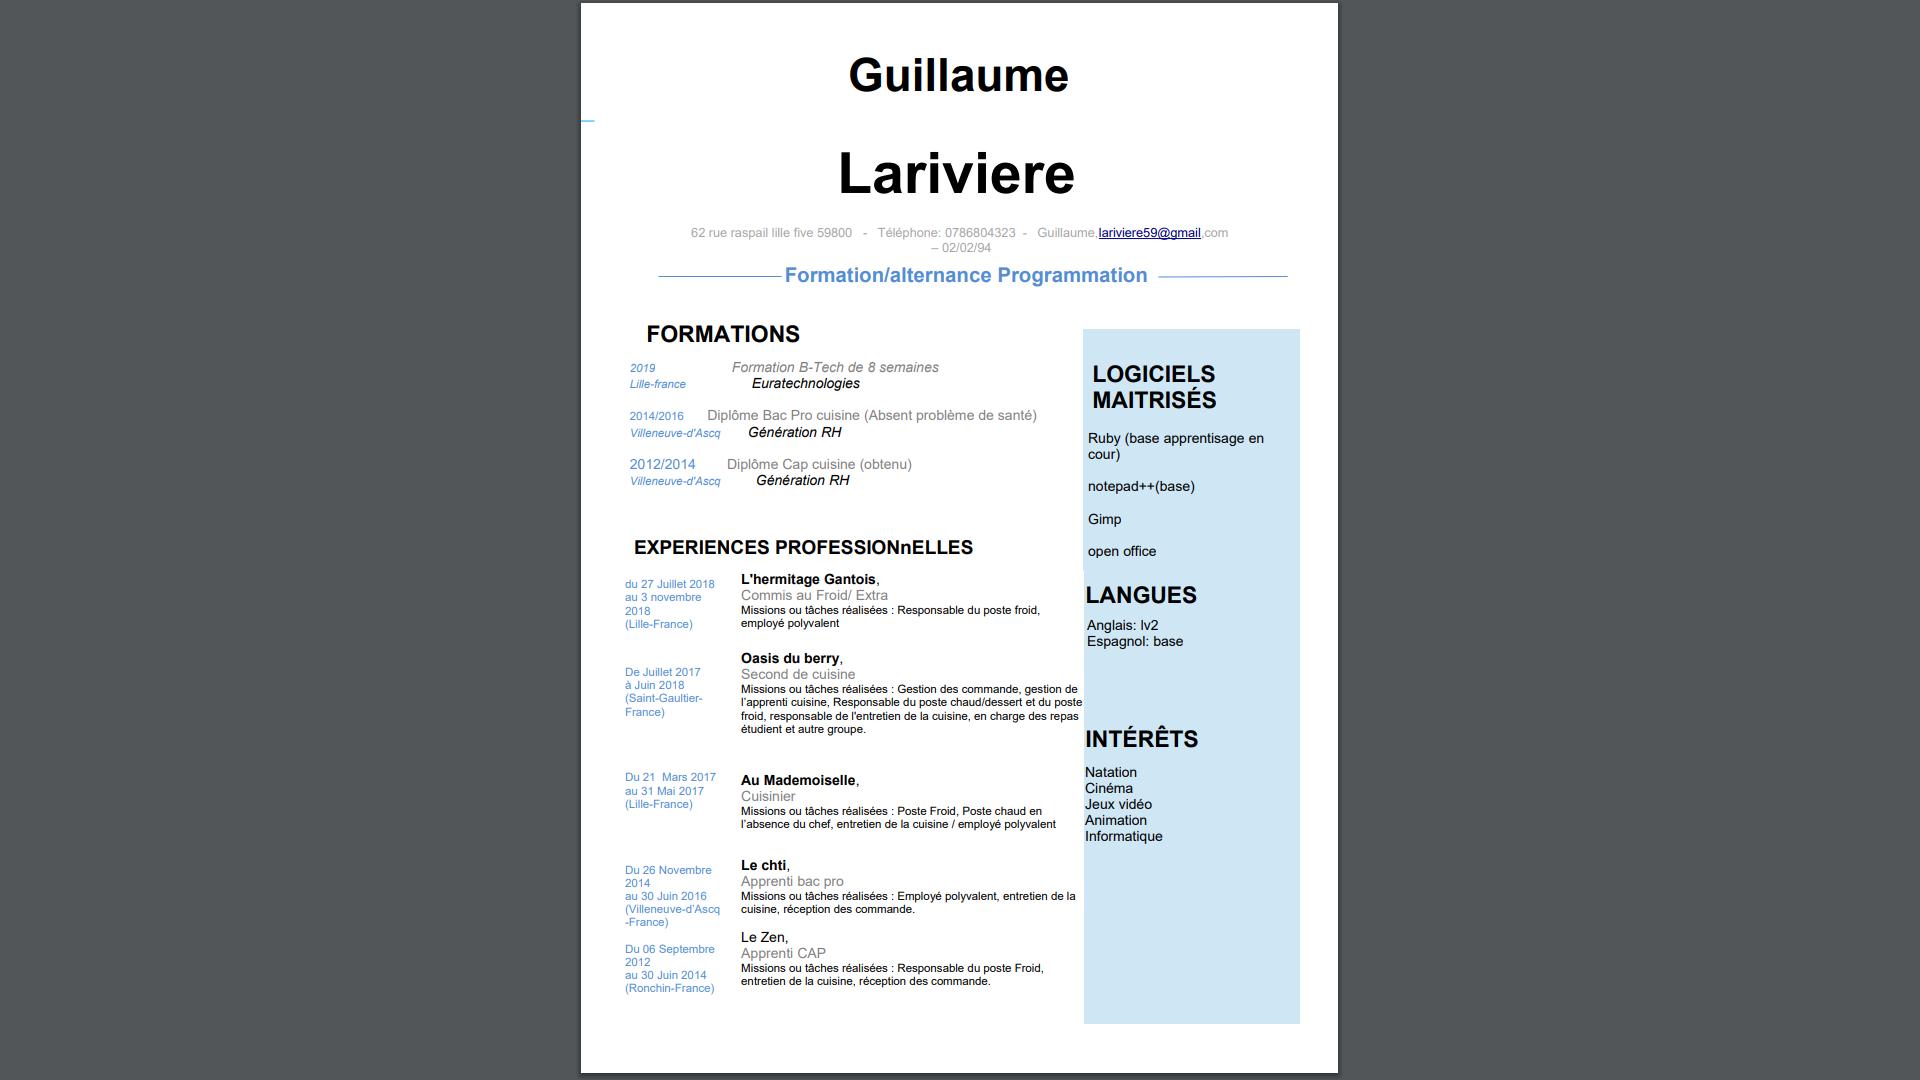 Guillaume
Lariviere
62 rue raspail lille five 59800 - Téléphone: 0786804323 - Guillaume,lariviere59@gmail,com
– 02/02/94
Formation/alternance Programmation
FORMATIONS
2019 Formation B-Tech de 8 semaines
Lille-france Euratechnologies
2014/2016 Diplôme Bac Pro cuisine (Absent problème de santé)
Villeneuve-d'Ascq Génération RH
2012/2014 Diplôme Cap cuisine (obtenu)
Villeneuve-d'Ascq Génération RH
EXPERIENCES PROFESSIONnELLES
du 27 Juillet 2018
au 3 novembre
2018
(Lille-France)
L'hermitage Gantois,
Commis au Froid/ Extra
Missions ou tâches réalisées : Responsable du poste froid,
employé polyvalent
De Juillet 2017
à Juin 2018
(Saint-Gaultier-
France)
Oasis du berry,
Second de cuisine
Missions ou tâches réalisées : Gestion des commande, gestion de
l'apprenti cuisine, Responsable du poste chaud/dessert et du poste
froid, responsable de l'entretien de la cuisine, en charge des repas
étudient et autre groupe.
Du 21 Mars 2017
au 31 Mai 2017
(Lille-France)
Au Mademoiselle,
Cuisinier
Missions ou tâches réalisées : Poste Froid, Poste chaud en
l'absence du chef, entretien de la cuisine / employé polyvalent
Du 26 Novembre
2014
au 30 Juin 2016
(Villeneuve-d'Ascq
-France)
Le chti,
Apprenti bac pro
Missions ou tâches réalisées : Employé polyvalent, entretien de la
cuisine, réception des commande.
Du 06 Septembre
2012
au 30 Juin 2014
(Ronchin-France)
Le Zen,
Apprenti CAP
Missions ou tâches réalisées : Responsable du poste Froid,
entretien de la cuisine, réception des commande.
LOGICIELS
MAITRISÉS
Ruby (base apprentisage en
cour)
notepad++(base)
Gimp
open office
LANGUES
Anglais: lv2
Espagnol: base
INTÉRÊTS
Natation
Cinéma
Jeux vidéo
Animation
Informatique